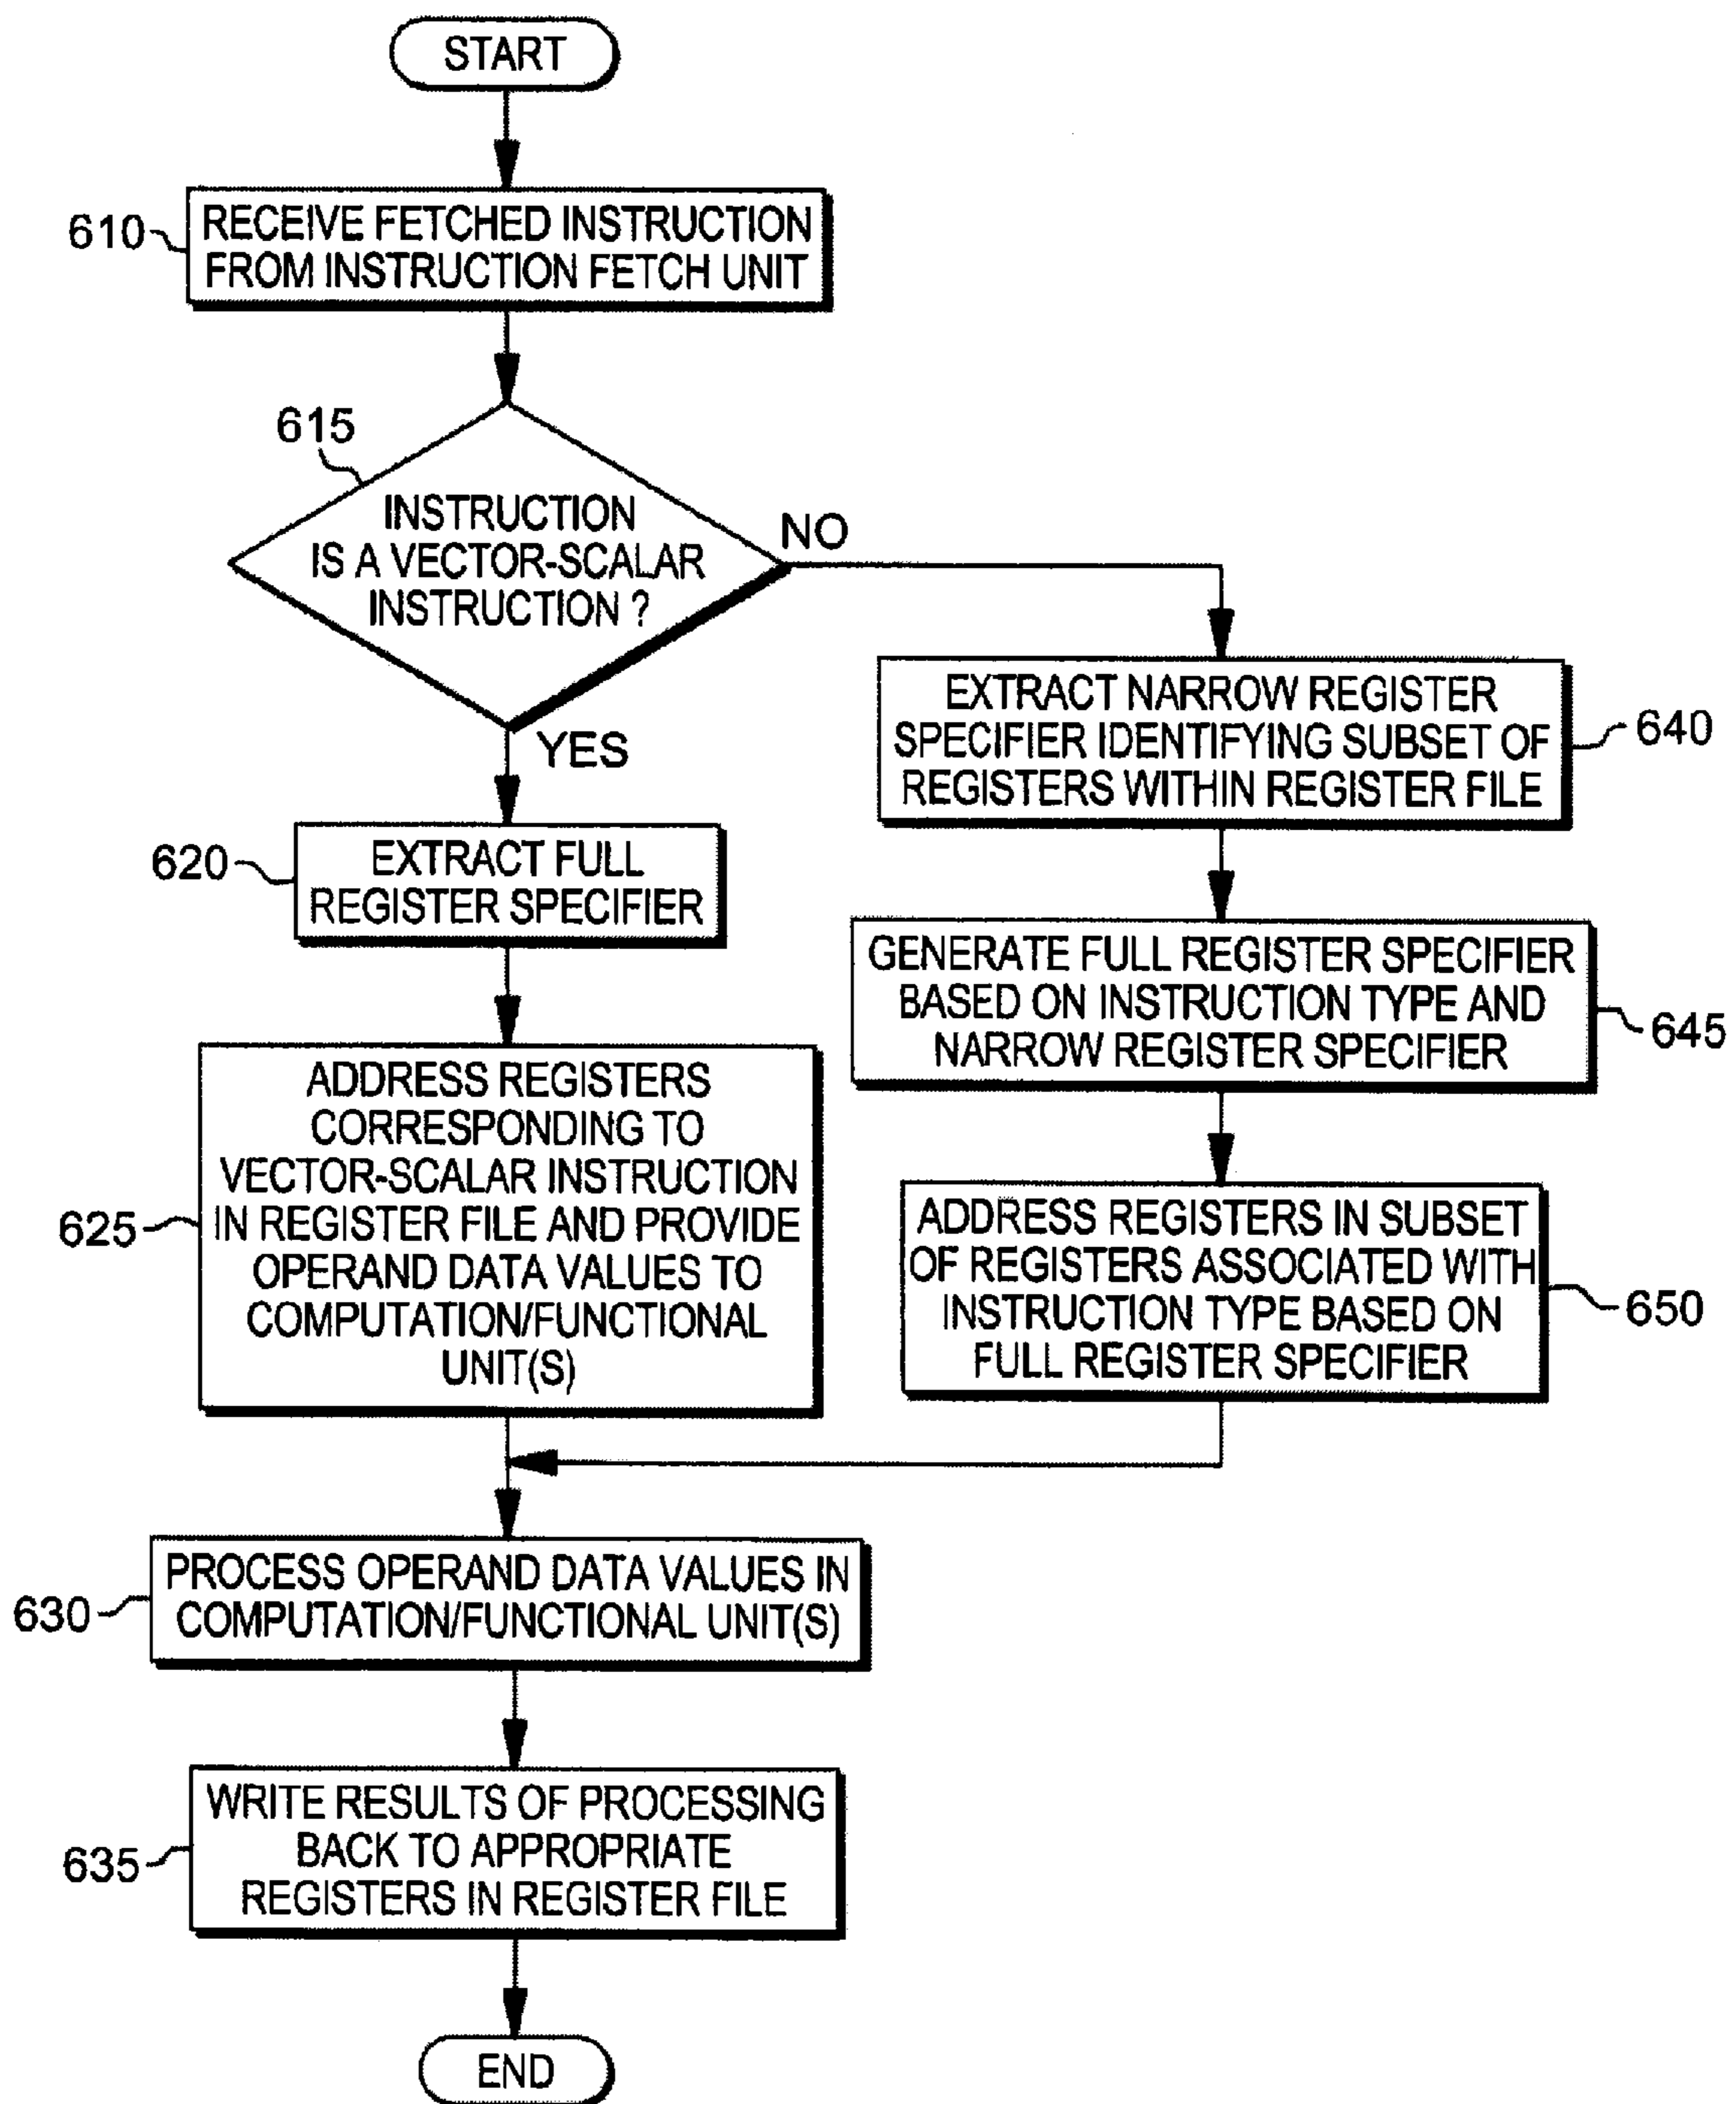 START
610
RECEIVE FETCHED INSTRUCTION
FROM INSTRUCTION FETCH UNIT
615
INSTRUCTION
IS A VECTOR-SCALAR
INSTRUCTION ?
NO
YES
620
EXTRACT FULL
REGISTER SPECIFIER
625
ADDRESS REGISTERS
CORRESPONDING TO
VECTOR-SCALAR INSTRUCTION
IN REGISTER FILE AND PROVIDE
OPERAND DATA VALUES TO
COMPUTATION/FUNCTIONAL
UNIT(S)
EXTRACT NARROW REGISTER
SPECIFIER IDENTIFYING SUBSET OF
REGISTERS WITHIN REGISTER FILE
640
GENERATE FULL REGISTER SPECIFIER
BASED ON INSTRUCTION TYPE AND
NARROW REGISTER SPECIFIER
645
ADDRESS REGISTERS IN SUBSET
OF REGISTERS ASSOCIATED WITH
INSTRUCTION TYPE BASED ON
FULL REGISTER SPECIFIER
650
630
PROCESS OPERAND DATA VALUES IN
COMPUTATION/FUNCTIONAL UNIT(S)
635
WRITE RESULTS OF PROCESSING
BACK TO APPROPRIATE
REGISTERS IN REGISTER FILE
END